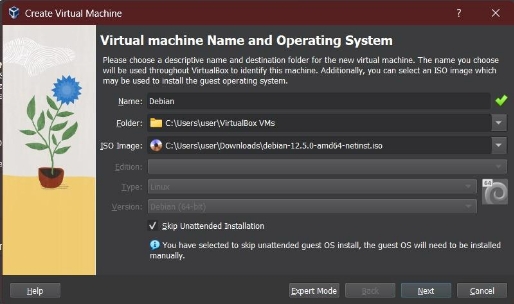 Create Virtual Machine
?
Virtual machine Name and Operating System
Please choose a descriptive name and destination folder for the new virtual machine. The name you choose
will be used throughout VirtualBox to identify this machine. Additionally, you can select an ISO image which
may be used to install the guest operating system.
Name: Debian
Folder: C:\Users\user\VirtualBox VMs
ISO Image: C:\Users\user\Downloads\debian-12.5.0-amd64-netinst.iso
Edition:
Type: Linux
64
Version: Debian (64-bit)
Skip Unattended Installation
You have selected to skip unattended guest OS install, the guest OS will need to be installed
manually.
Help Expert Mode Back Next Cancel